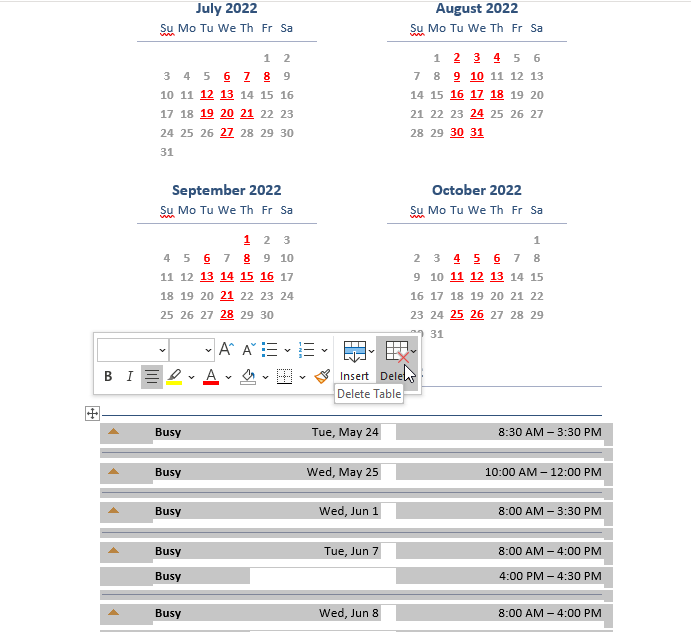 July 2022
Su Mo Tu We Th Fr Sa
1 2
3 4 5 6 7 8 9
10 11 12 13 14 15 16
17 18 19 20 21 22 23
24 25 26 27 28 29 30
31
August 2022
Su Mo Tu We Th Fr Sa
1 2 3 4 5 6
7 8 9 10 11 12 13
14 15 16 17 18 19 20
21 22 23 24 25 26 27
28 29 30 31
September 2022
Su Mo Tu We Th Fr Sa
1 2 3
4 5 6 7 8 9 10
11 12 13 14 15 16 17
18 19 20 21 22 23 24
25 26 27 28 29 30
October 2022
Su Mo Tu We Th Fr Sa
1
2 3 4 5 6 7 8
9 10 11 12 13 14 15
16 17 18 19 20 21 22
23 24 25 26 27 28 29
31
A A
B I A Insert
Delete Table
Busy Tue, May 24 8:30 AM – 3:30 PM
Busy Wed, May 25 10:00 AM – 12:00 PM
Busy Wed, Jun 1 8:00 AM – 3:30 PM
Busy Tue, Jun 7 8:00 AM – 4:00 PM
Busy 4:00 PM – 4:30 PM
Busy Wed, Jun 8 8:00 AM – 4:00 PM